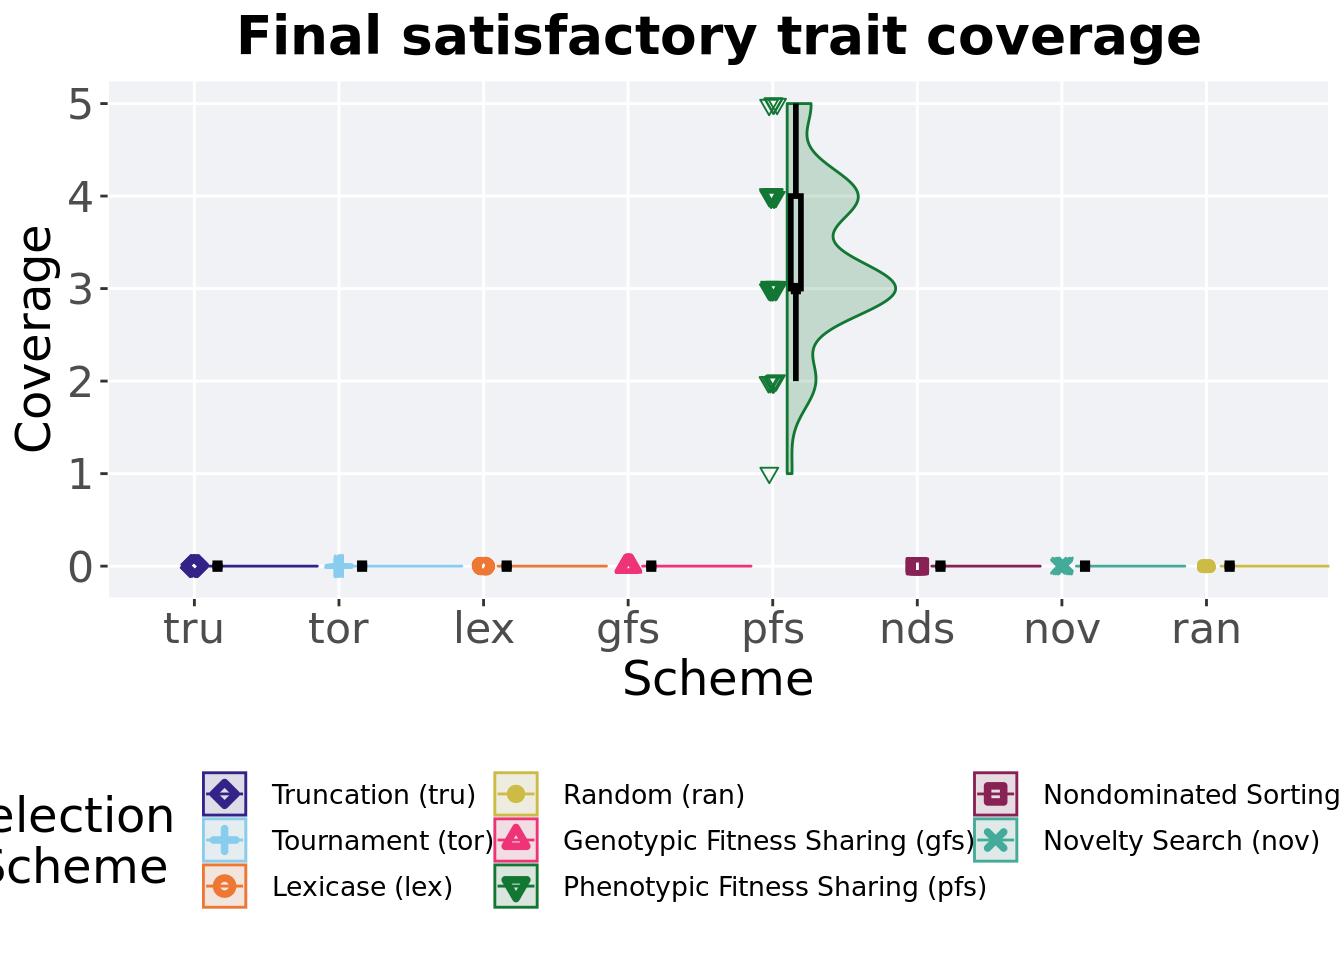 Final satisfactory trait coverage
5
4
3
2
1
0
Coverage
tru tor lex gfs pfs nds nov ran
Scheme
election
Scheme
Truncation (tru)
Tournament (tor)
Lexicase (lex)
Random (ran)
Genotypic Fitness Sharing (gfs)
Phenotypic Fitness Sharing (pfs)
Nondominated Sorting
Novelty Search (nov)